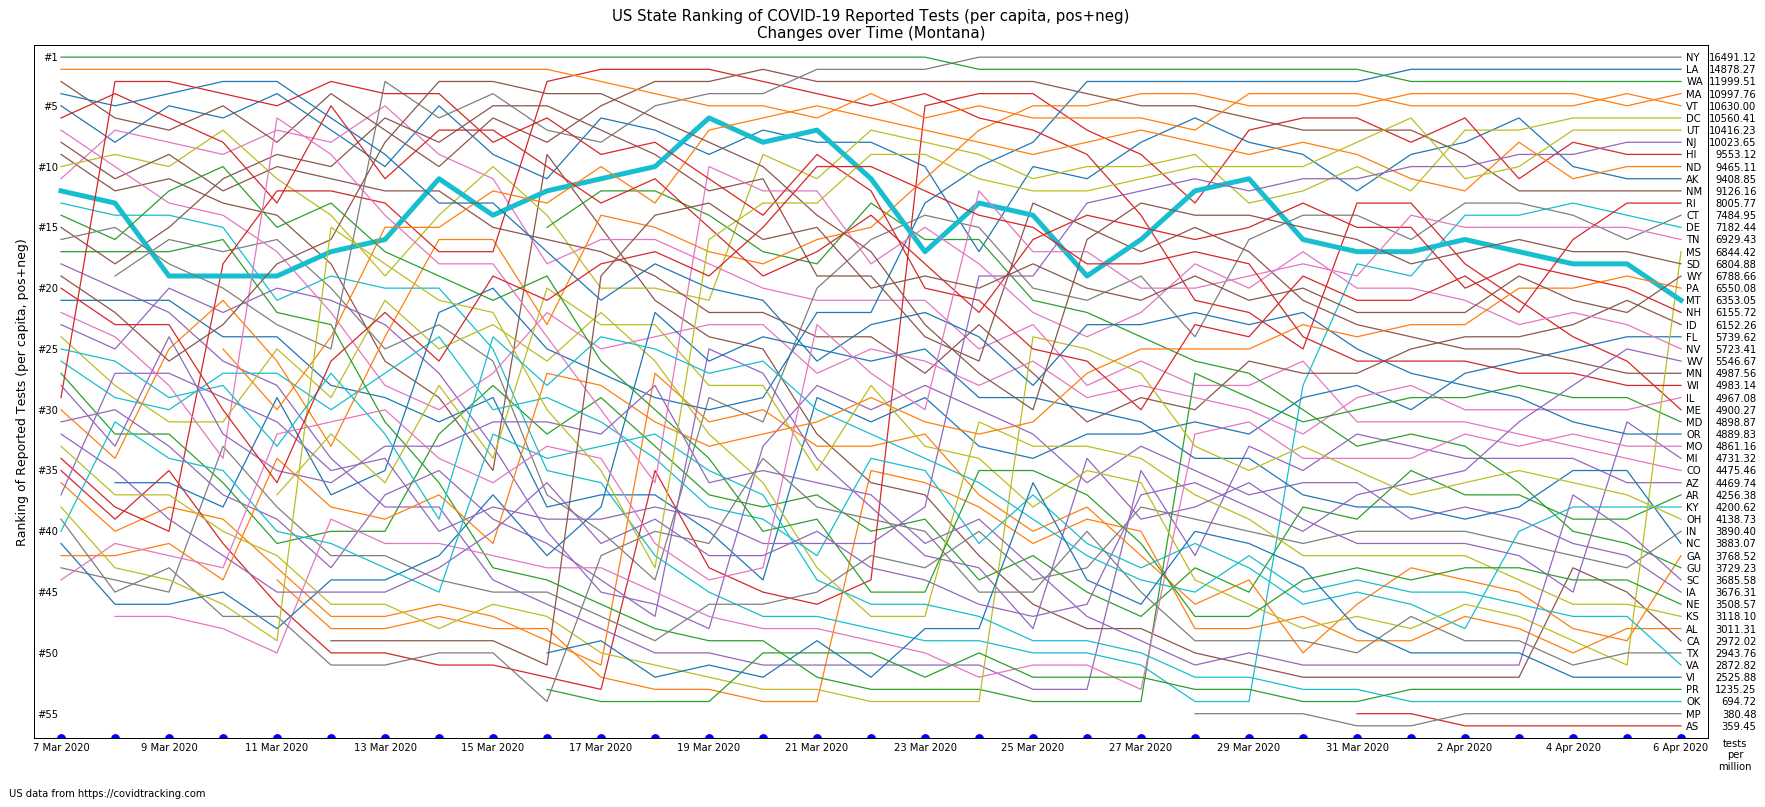 US State Ranking of COVID-19 Reported Tests (per capita, pos+neg)
Changes over Time (Montana)
Ranking of Reported Tests (per capita, pos+neg)
#1
#5
#10
#15
#20
#25
#30
#35
#40
#45
#50
#55
NY 16491.12
LA 14878.27
WA 11999.51
MA 10997.76
VT 10630.00
DC 10560.41
UT 10416.23
NJ 10023.65
HI 9553.12
ND 9465.11
AK 9408.85
NM 9126.16
RI 8005.77
CT 7484.95
DE 7182.44
TN 6929.43
MS 6844.42
SD 6804.88
WY 6788.66
PA 6550.08
MT 6353.05
NH 6155.72
ID 6152.26
FL 5739.62
NV 5723.41
WV 5546.67
MN 4987.56
WI 4983.14
IL 4967.08
ME 4900.27
MD 4898.87
OR 4889.83
MO 4861.16
MI 4731.32
CO 4475.46
AZ 4469.74
AR 4256.38
KY 4200.62
OH 4138.73
IN 3890.40
NC 3883.07
GA 3768.52
GU 3729.23
SC 3685.58
IA 3676.31
NE 3508.57
KS 3118.10
AL 3011.31
CA 2972.02
TX 2943.76
VA 2872.82
VI 2525.88
PR 1235.25
OK 694.72
MP 380.48
AS 359.45
7 Mar 2020 9 Mar 2020 11 Mar 2020 13 Mar 2020 15 Mar 2020 17 Mar 2020 19 Mar 2020 21 Mar 2020 23 Mar 2020 25 Mar 2020 27 Mar 2020 29 Mar 2020 31 Mar 2020 2 Apr 2020 4 Apr 2020 6 Apr 2020
tests
per
million
US data from https://covidtracking.com